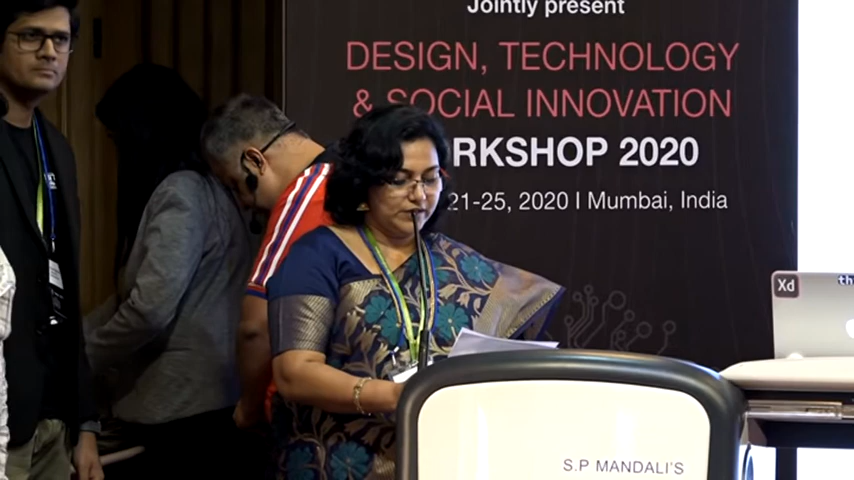 Jointly present
DESIGN, TECHNOLOGY
& SOCIAL INNOVATION
RKSHOP 2020
21-25, 2020 I Mumbai, India
Xd
S.P MANDALI'S